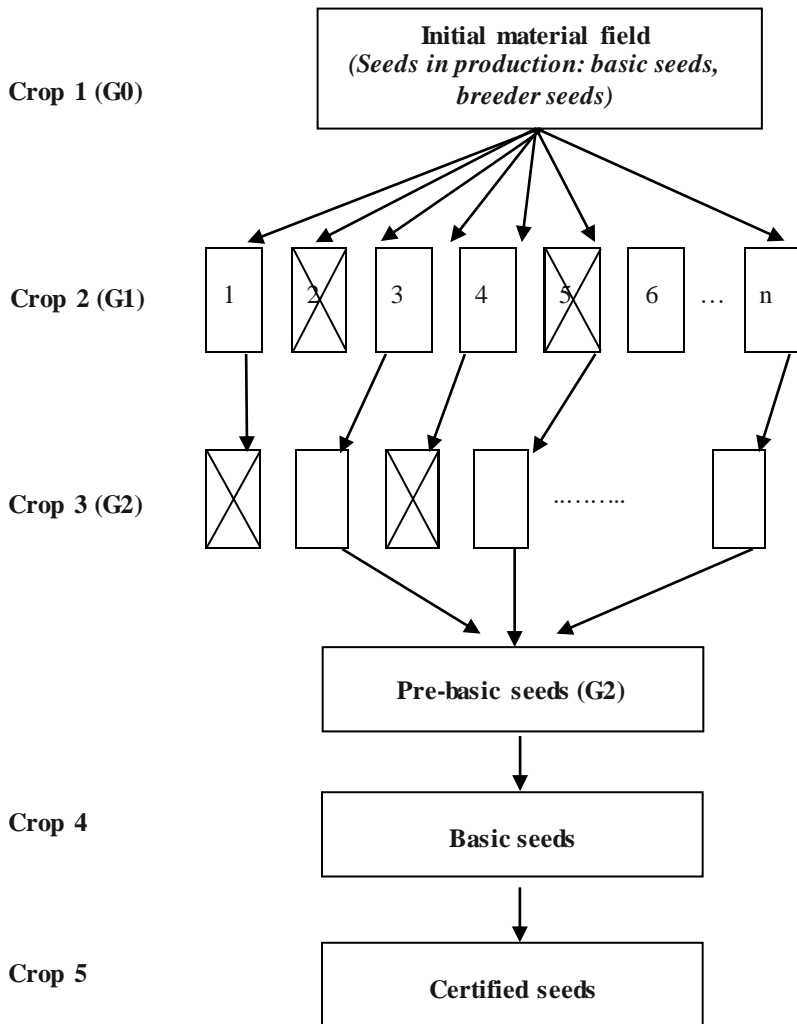 Initial material field
(Seeds in production: basic seeds,
breeder seeds)
Crop 1 (G0)
Crop 2 (G1)
1 2 3 4 5 6 … n
Crop 3 (G2)
..……..
Pre-basic seeds (G2)
Crop 4
Basic seeds
Crop 5
Certified seeds